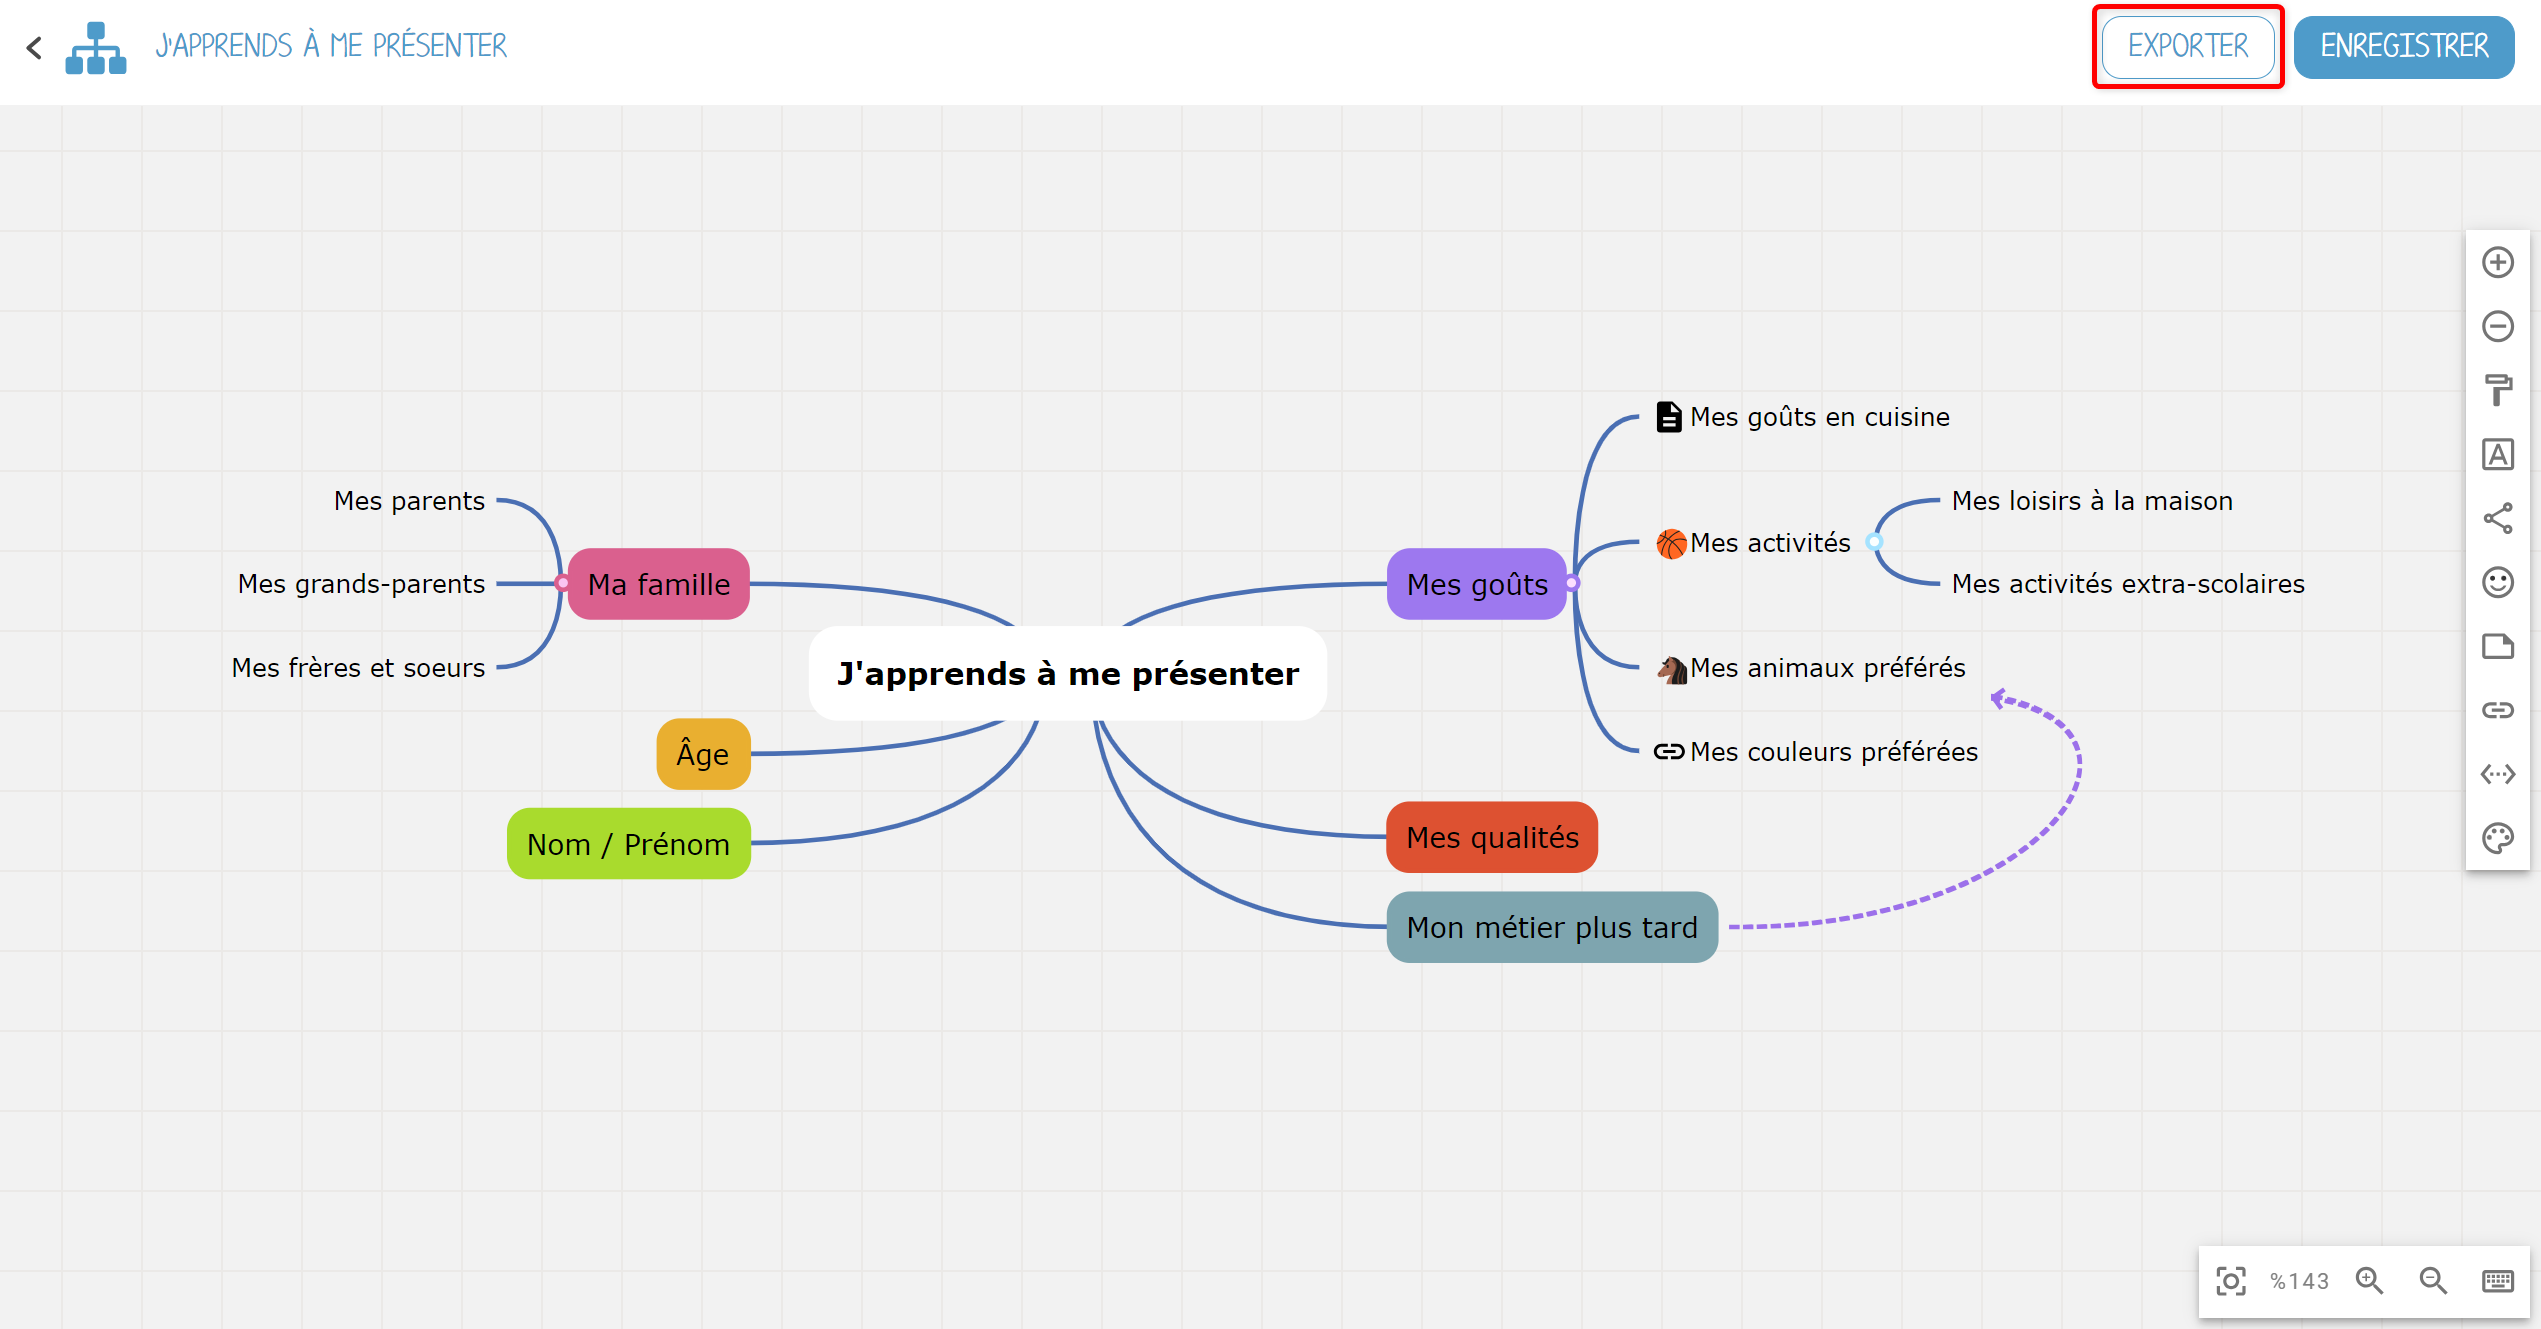 J'APPRENDS À ME PRÉSENTER
EXPORTER
ENREGISTRER
Mes parents
Mes grands-parents
Mes frères et soeurs
Ma famille
Âge
Nom / Prénom
J'apprends à me présenter
Mes goûts
Mes goûts en cuisine
Mes activités
Mes loisirs à la maison
Mes activités extra-scolaires
Mes animaux préférés
Mes couleurs préférées
Mes qualités
Mon métier plus tard
%143